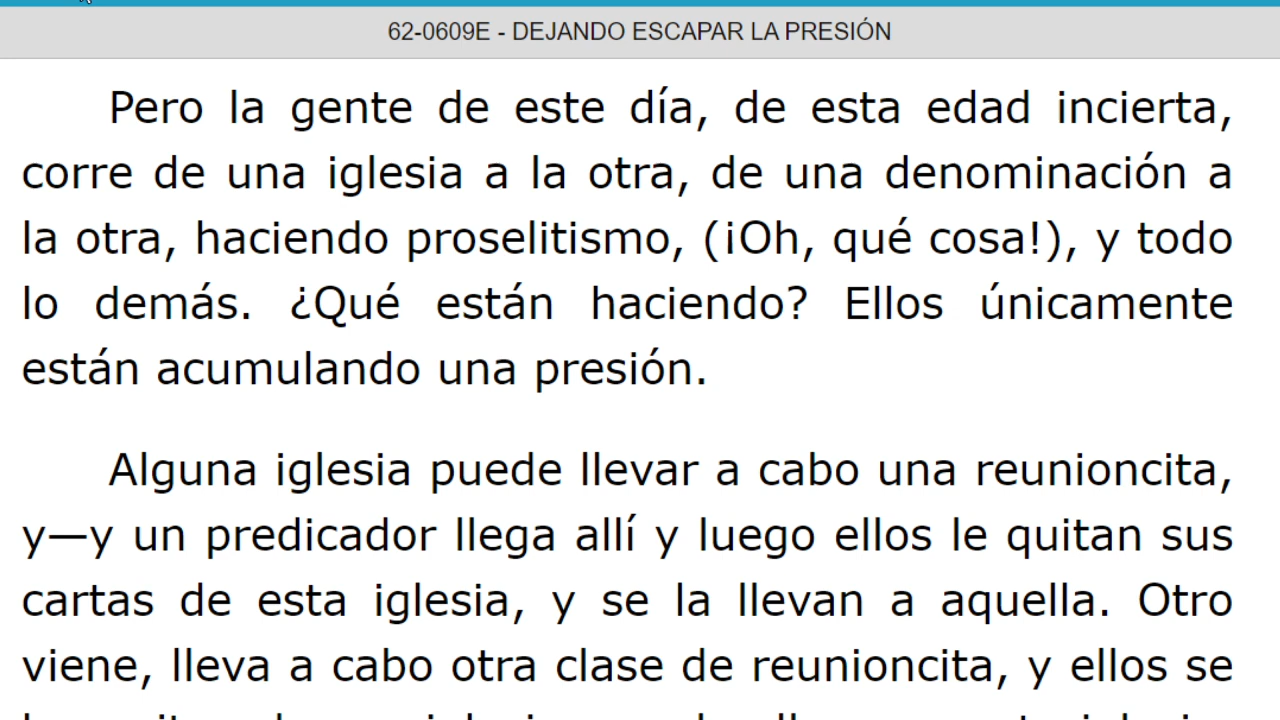 62-0609E - DEJANDO ESCAPAR LA PRESIÓN
Pero la gente de este día, de esta edad incierta,
corre de una iglesia a la otra, de una denominación a
la otra, haciendo proselitismo, (¡Oh, qué cosa!), y todo
lo demás. ¿Qué están haciendo? Ellos únicamente
están acumulando una presión.
Alguna iglesia puede llevar a cabo una reunioncita,
y—y un predicador llega allí y luego ellos le quitan sus
cartas de esta iglesia, y se la llevan a aquella. Otro
viene, lleva a cabo otra clase de reunioncita, y ellos se